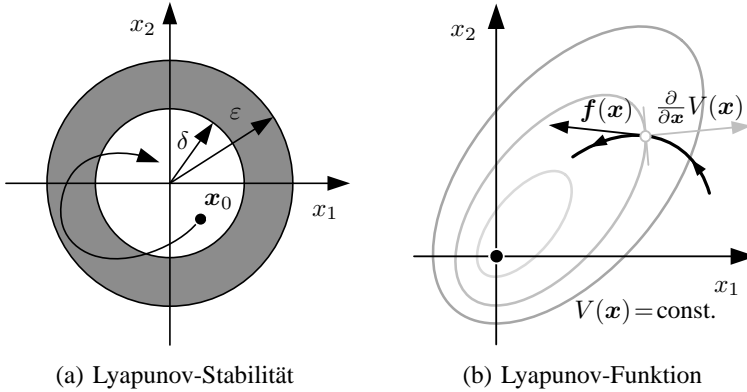 x₂
ε
δ
𝒙₀
x₁
(a) Lyapunov-Stabilität
x₂
𝒇(𝒙)
∂/∂𝒙 V(𝒙)
x₁
V(𝒙) = const.
(b) Lyapunov-Funktion